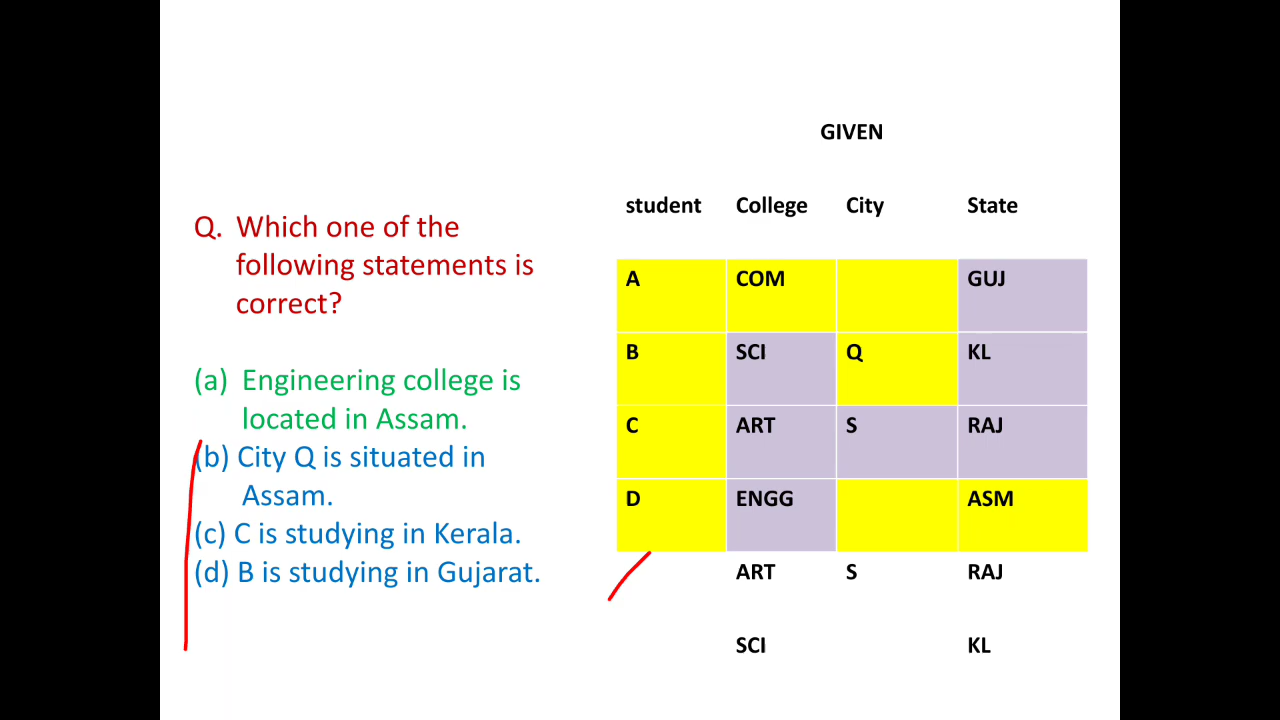 GIVEN
student College City State
Q. Which one of the
following statements is
correct?
(a) Engineering college is
located in Assam.
(b) City Q is situated in
Assam.
(c) C is studying in Kerala.
(d) B is studying in Gujarat.
A COM GUJ
B SCI Q KL
C ART S RAJ
D ENGG ASM
ART S RAJ
SCI KL